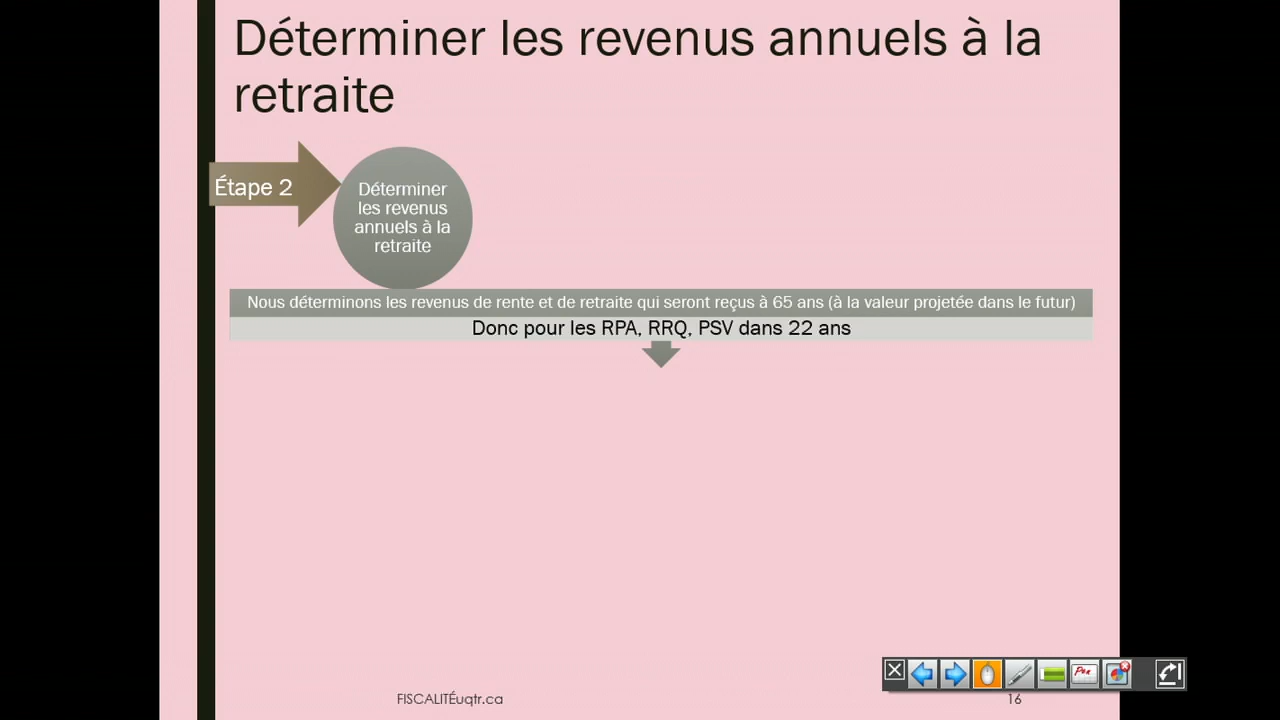 Déterminer les revenus annuels à la
retraite
Étape 2
Déterminer
les revenus
annuels à la
retraite
Nous déterminons les revenus de rente et de retraite qui seront reçus à 65 ans (à la valeur projetée dans le futur)
Donc pour les RPA, RRQ, PSV dans 22 ans
Pen
FISCALITÉuqtr.ca
16